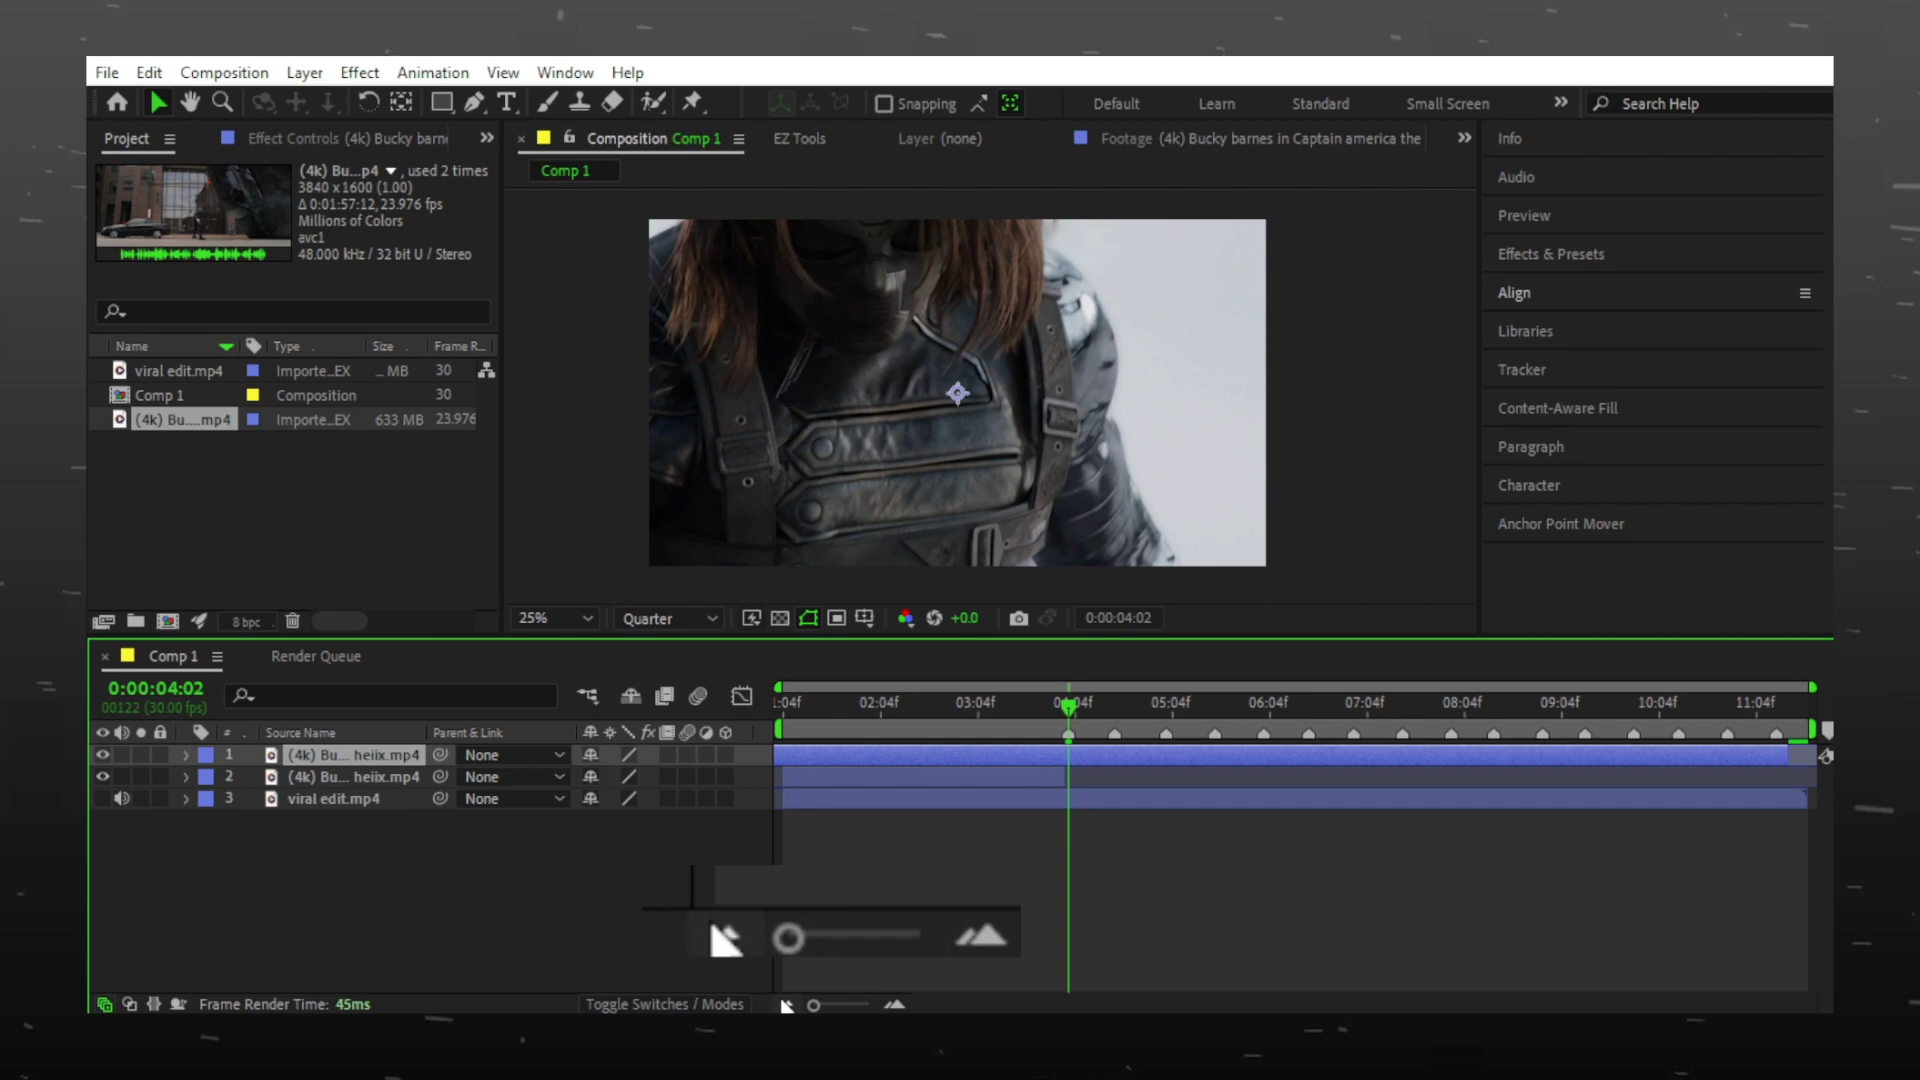 File Edit Composition Layer Effect Animation View Window Help
Snapping Default Learn Standard Small Screen Search Help
Project Effect Controls (4k) Bucky barn
Composition Comp 1 EZ Tools Layer (none) Footage (4k) Bucky barnes in Captain america the
Comp 1
(4k) Bu...p4 , used 2 times
3840 x 1600 (1.00)
Δ 0:01:57:12, 23.976 fps
Millions of Colors
avc1
48.000 kHz / 32 bit U / Stereo
Name Type Size Frame R...
viral edit.mp4 Importe...EX ... MB 30
Comp 1 Composition 30
(4k) Bu....mp4 Importe...EX 633 MB 23.976
8 bpc
25% Quarter +0.0 0:00:04:02
Info
Audio
Preview
Effects & Presets
Align
Libraries
Tracker
Content-Aware Fill
Paragraph
Character
Anchor Point Mover
Comp 1 Render Queue
0:00:04:02
00122 (30.00 fps)
:04f 02:04f 03:04f 04f 05:04f 06:04f 07:04f 08:04f 09:04f 10:04f 11:04f
# Source Name Parent & Link fx
1 (4k) Bu... heiix.mp4 None
2 (4k) Bu... heiix.mp4 None
3 viral edit.mp4 None
Frame Render Time: 45ms Toggle Switches / Modes